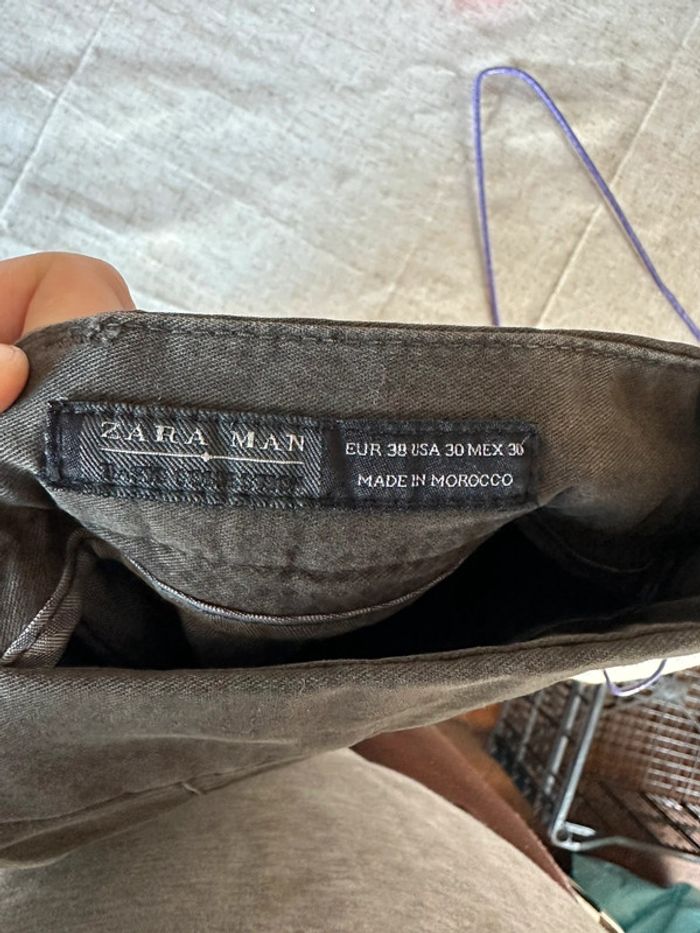 ZARA MAN
EUR 38 USA 30 MEX 30
MADE IN MOROCCO